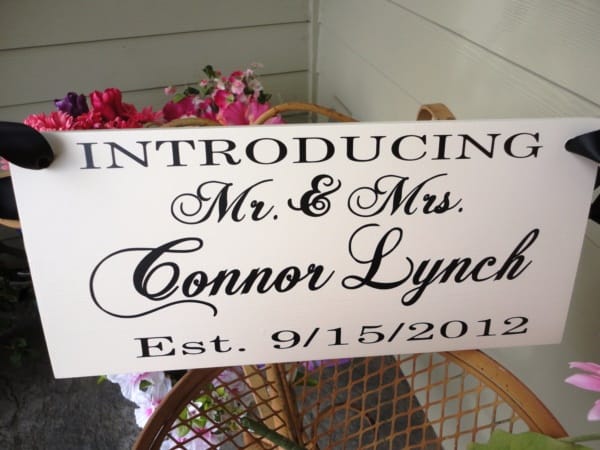 INTRODUCING
Mr. & Mrs.
Connor Lynch
Est. 9/15/2012